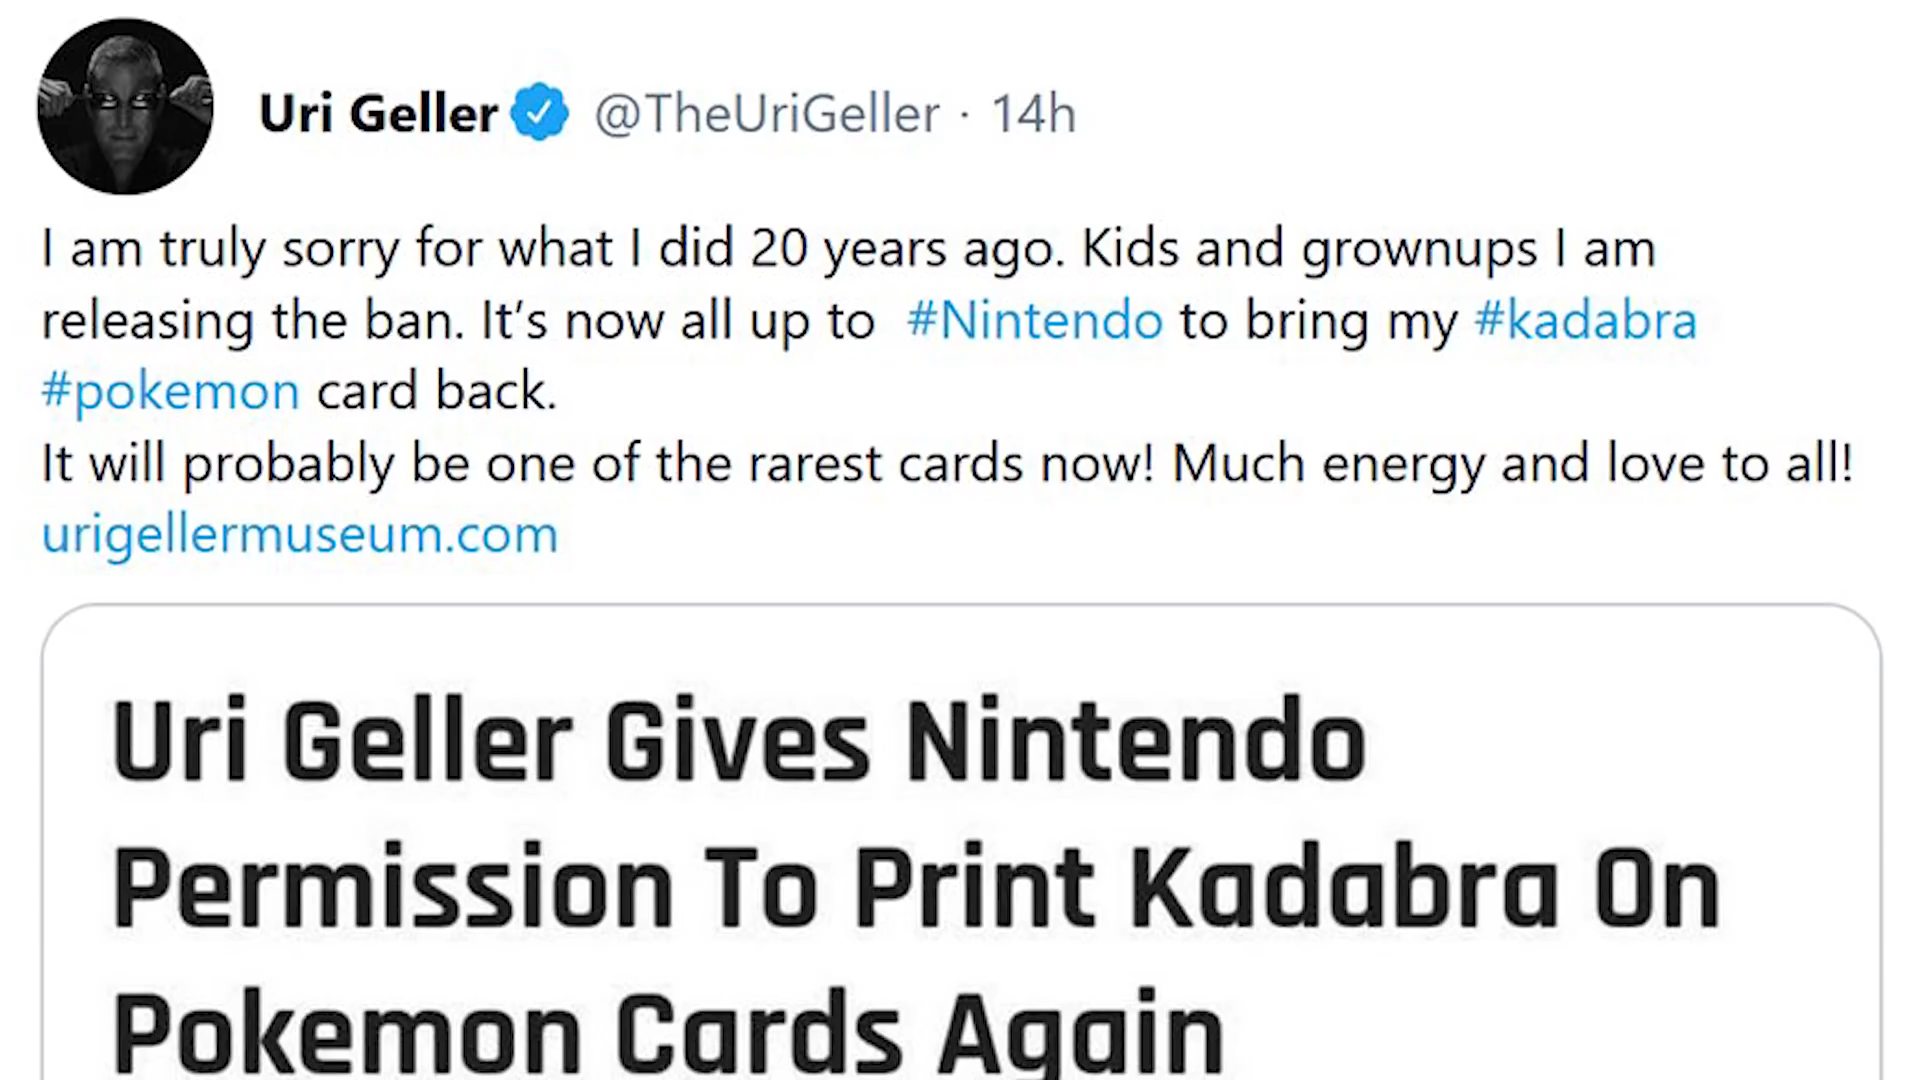 Uri Geller @TheUriGeller · 14h
I am truly sorry for what I did 20 years ago. Kids and grownups I am
releasing the ban. It’s now all up to #Nintendo to bring my #kadabra
#pokemon card back.
It will probably be one of the rarest cards now! Much energy and love to all!
urigellermuseum.com
Uri Geller Gives Nintendo
Permission To Print Kadabra On
Pokemon Cards Again